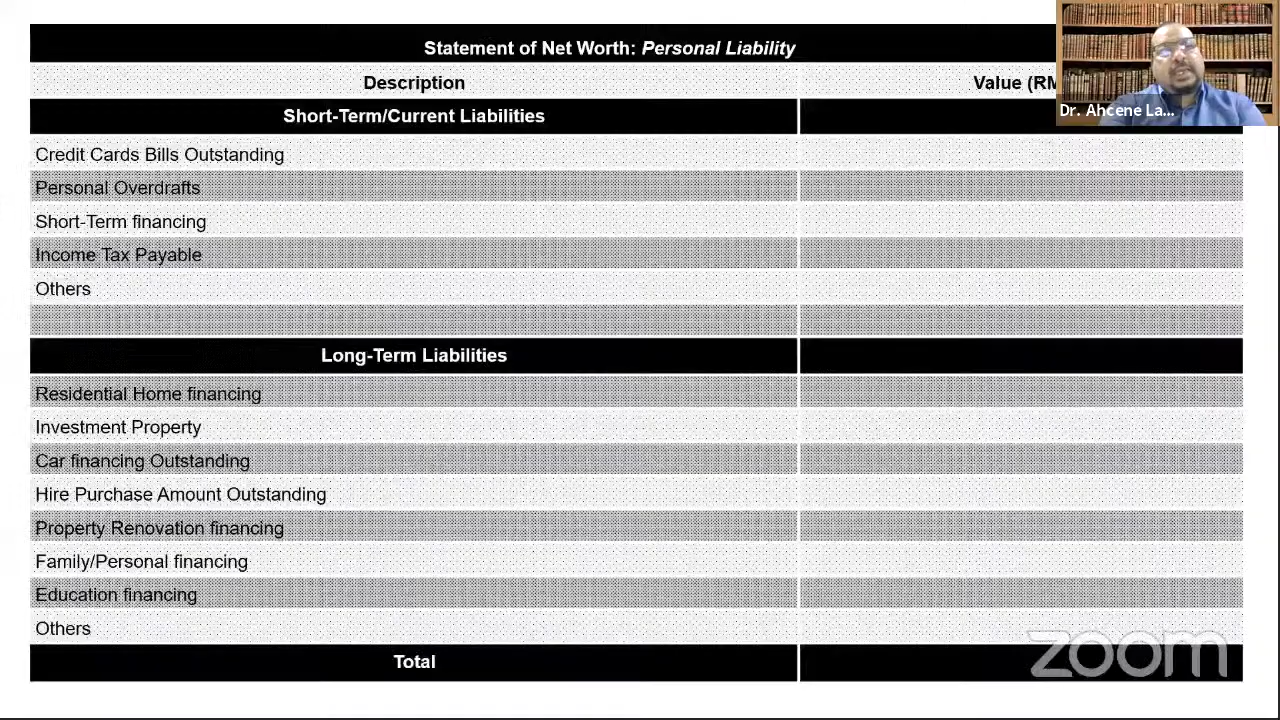 Statement of Net Worth: Personal Liability
Description
Value (RM
Short-Term/Current Liabilities
Credit Cards Bills Outstanding
Personal Overdrafts
Short-Term financing
Income Tax Payable
Others
Long-Term Liabilities
Residential Home financing
Investment Property
Car financing Outstanding
Hire Purchase Amount Outstanding
Property Renovation financing
Family/Personal financing
Education financing
Others
Total
Dr. Ahcene La...
zoom